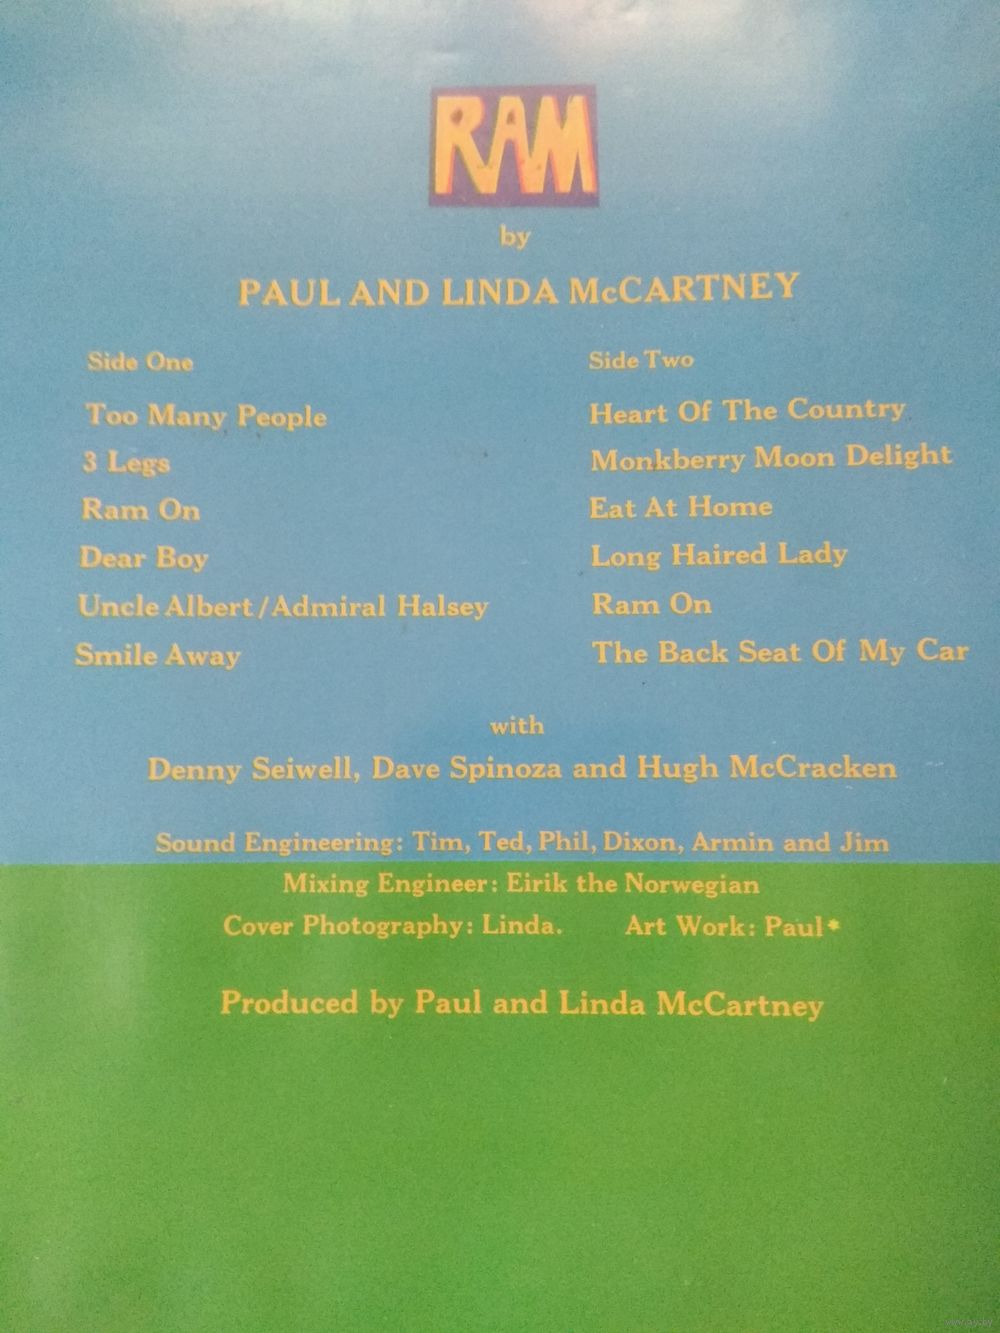 RAM
by
PAUL AND LINDA McCARTNEY
Side One
Too Many People
3 Legs
Ram On
Dear Boy
Uncle Albert/Admiral Halsey
Smile Away
Side Two
Heart Of The Country
Monkberry Moon Delight
Eat At Home
Long Haired Lady
Ram On
The Back Seat Of My Car
with
Denny Seiwell, Dave Spinoza and Hugh McCracken
Sound Engineering: Tim, Ted, Phil, Dixon, Armin and Jim
Mixing Engineer: Eirik the Norwegian
Cover Photography: Linda. Art Work: Paul*
Produced by Paul and Linda McCartney